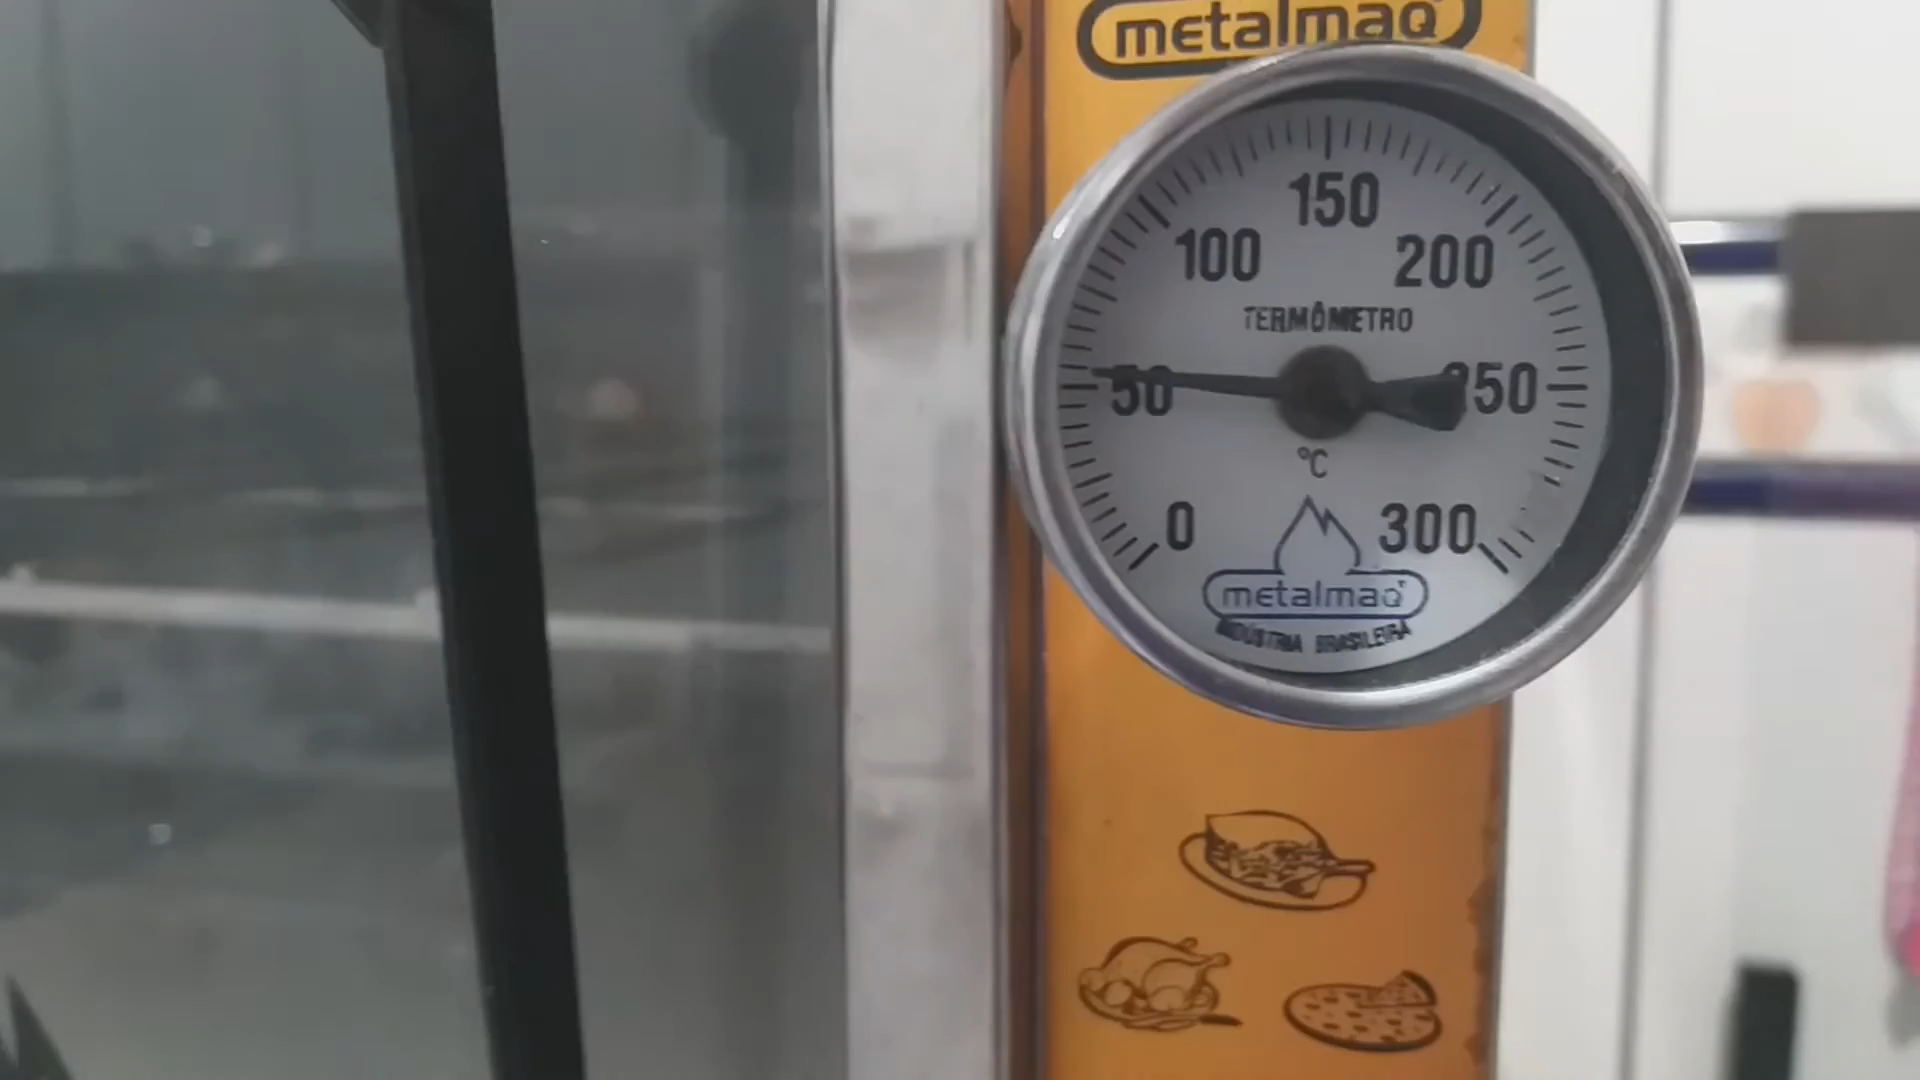 metalmaq
150
100
200
TERMÔMETRO
50
250
°C
0
300
metalmaq
INDÚSTRIA BRASILEIRA